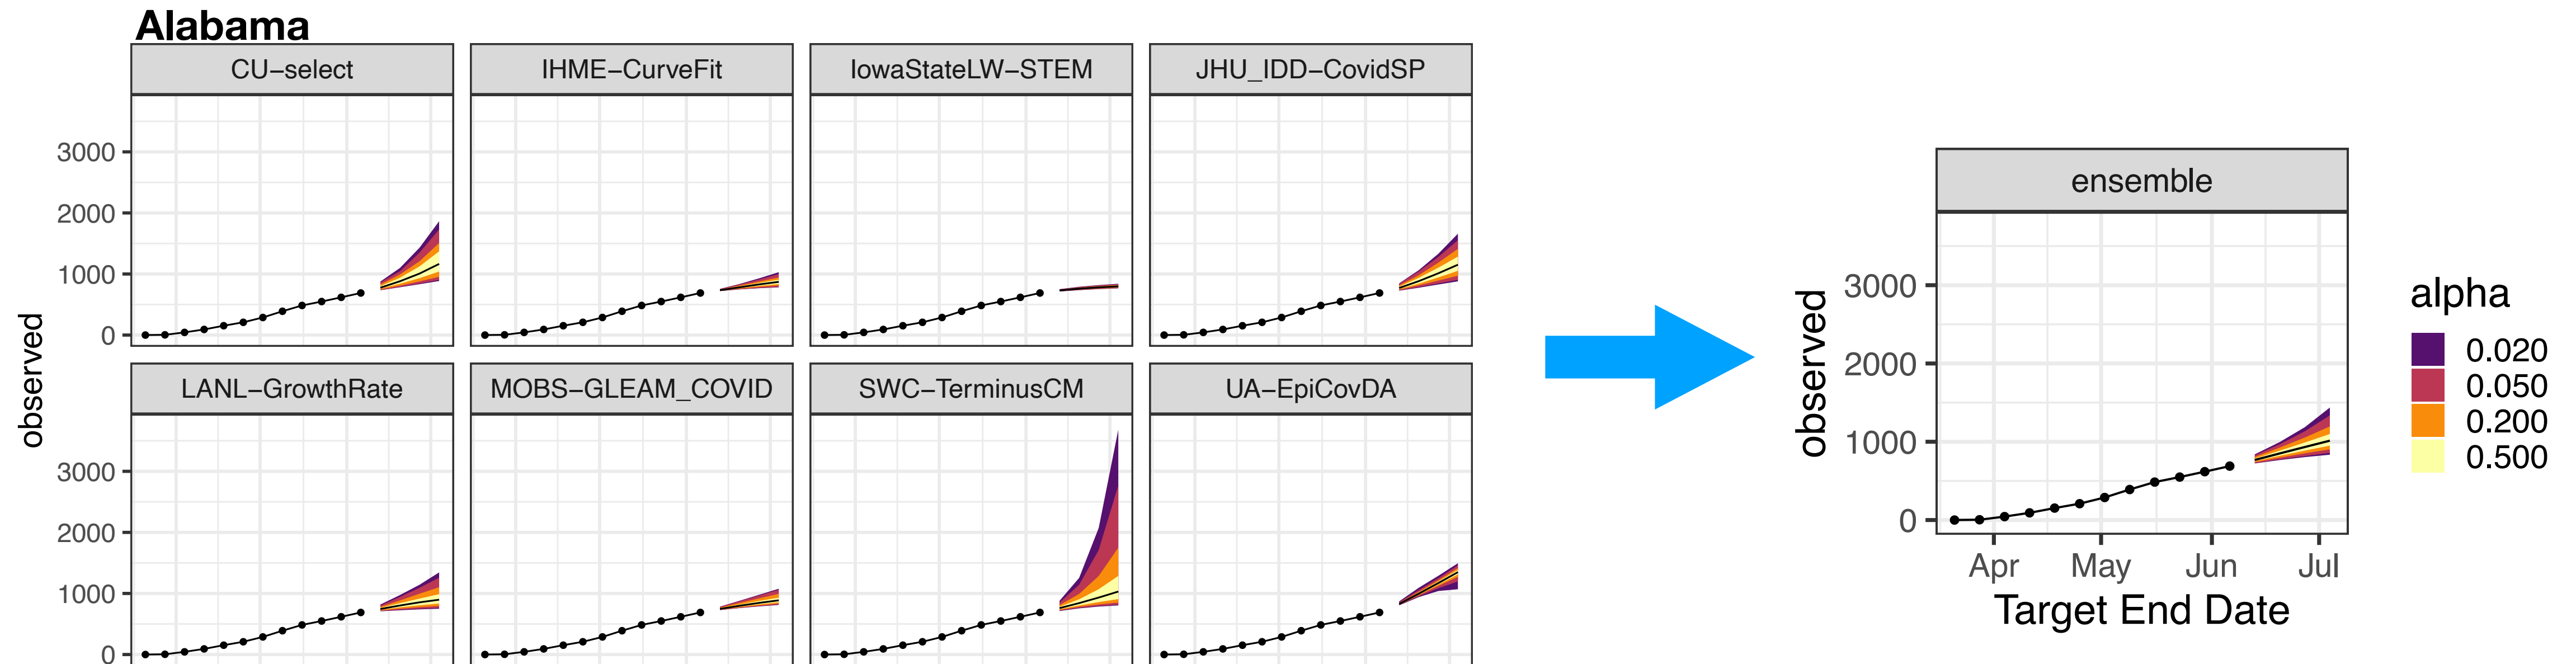 Alabama
CU−select
IHME−CurveFit
IowaStateLW−STEM
JHU_IDD−CovidSP
3000
2000
1000
0
observed
LANL−GrowthRate
MOBS−GLEAM_COVID
SWC−TerminusCM
UA−EpiCovDA
3000
2000
1000
0
ensemble
observed
3000
2000
1000
0
Apr May Jun Jul
Target End Date
alpha
0.020
0.050
0.200
0.500